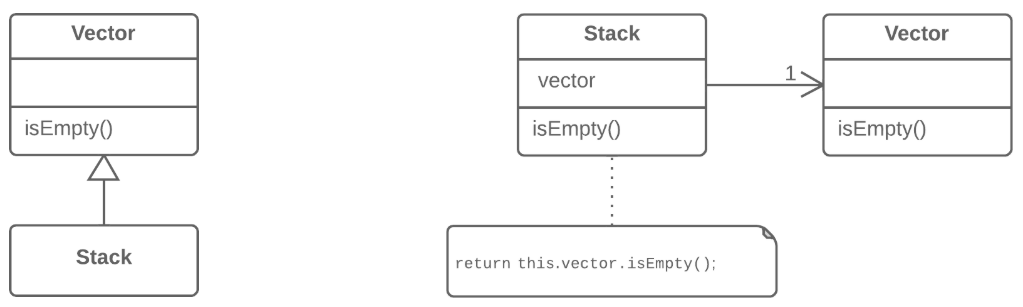 Vector
isEmpty()
Stack
Stack
vector
isEmpty()
return this.vector.isEmpty();
1
Vector
isEmpty()